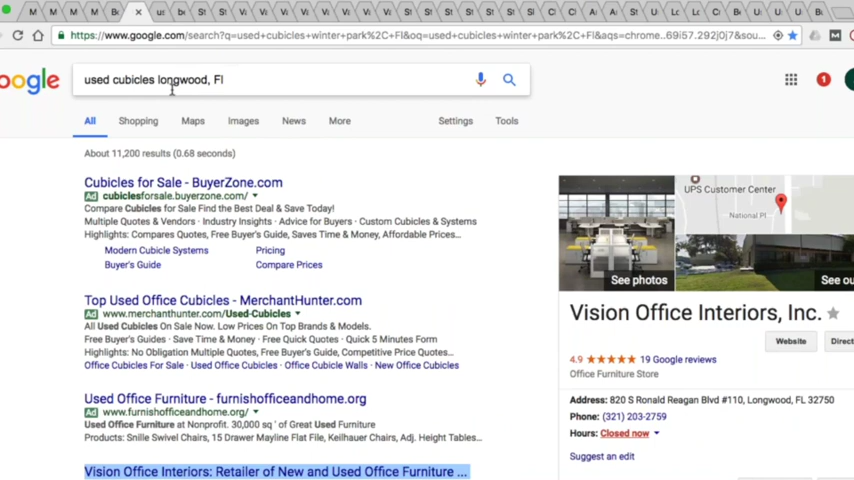 https://www.google.com/search?q=used+cubicles+winter+park%2C+Fl&oq=used+cubicles+winter+park%2C+Fl&aqs=chrome..69i57.292j0j7&sou...
oogle
used cubicles longwood, Fl
1
All Shopping Maps Images News More Settings Tools
About 11,200 results (0.68 seconds)
Cubicles for Sale - BuyerZone.com
Ad cubiclesforsale.buyerzone.com/
Compare Cubicles for Sale Find the Best Deal & Save Today!
Multiple Quotes & Vendors · Industry Insights · Advice for Buyers · Custom Cubicles & Systems
Highlights: Compares Quotes, Free Buyer's Guide, Saves Time & Money, Affordable Prices...
Modern Cubicle Systems Pricing
Buyer's Guide Compare Prices
Top Used Office Cubicles - MerchantHunter.com
Ad www.merchanthunter.com/Used-Cubicles
All Used Cubicles On Sale Now. Low Prices On Top Brands & Models.
Free Buyer's Guides · Save Time & Money · Free Quick Quotes · Quick 5 Minutes Form
Highlights: No Obligation Multiple Quotes, Free Buyer's Guide, Competitive Price Quotes...
Office Cubicles For Sale · Used Office Cubicles · Office Cubicle Walls · New Office Cubicles
Used Office Furniture - furnishofficeandhome.org
Ad www.furnishofficeandhome.org/
Used Office Furniture at Nonprofit. 30,000 sq ' of Great Used Furniture
Products: Snille Swivel Chairs, 15 Drawer Mayline Flat File, Keilhauer Chairs, Adj. Height Tables...
Vision Office Interiors: Retailer of New and Used Office Furniture ...
UPS Customer Center
National Pl
See photos
See ou
Vision Office Interiors, Inc.
Website Direc
4.9 19 Google reviews
Office Furniture Store
Address: 820 S Ronald Reagan Blvd #110, Longwood, FL 32750
Phone: (321) 203-2759
Hours: Closed now
Suggest an edit